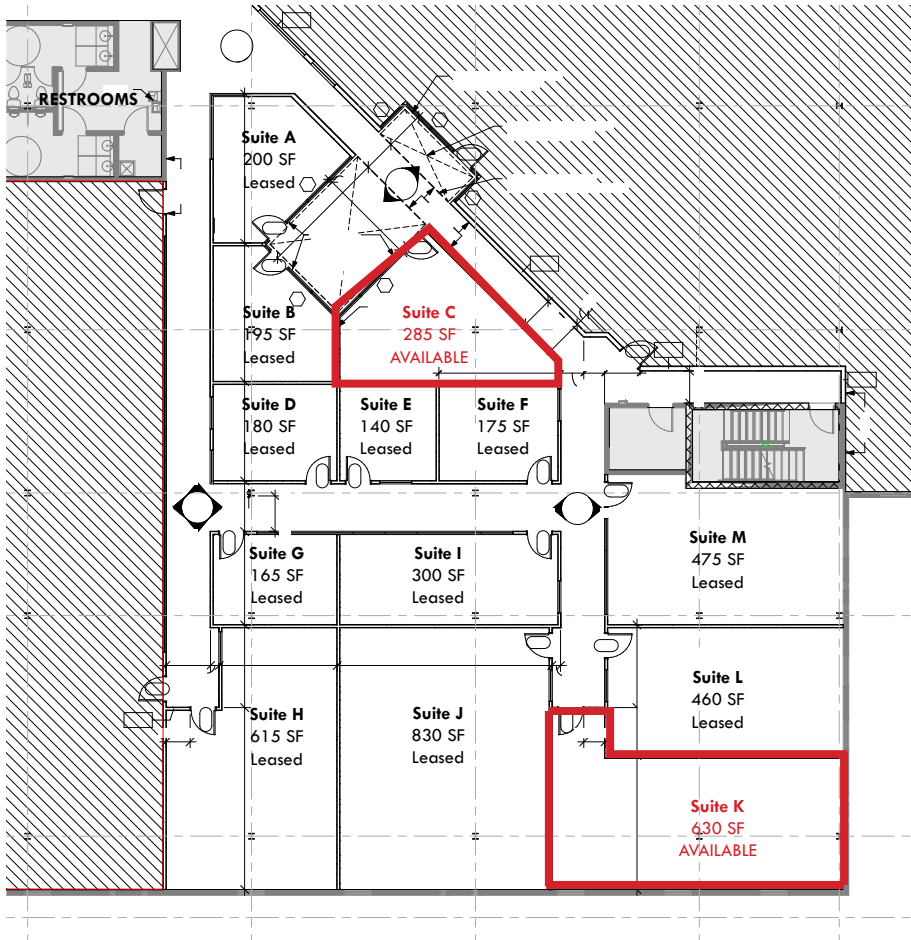 RESTROOMS
Suite A
200 SF
Leased
Suite B
195 SF
Leased
Suite C
285 SF
AVAILABLE
Suite D
180 SF
Leased
Suite E
140 SF
Leased
Suite F
175 SF
Leased
Suite G
165 SF
Leased
Suite I
300 SF
Leased
Suite M
475 SF
Leased
Suite H
615 SF
Leased
Suite J
830 SF
Leased
Suite L
460 SF
Leased
Suite K
630 SF
AVAILABLE